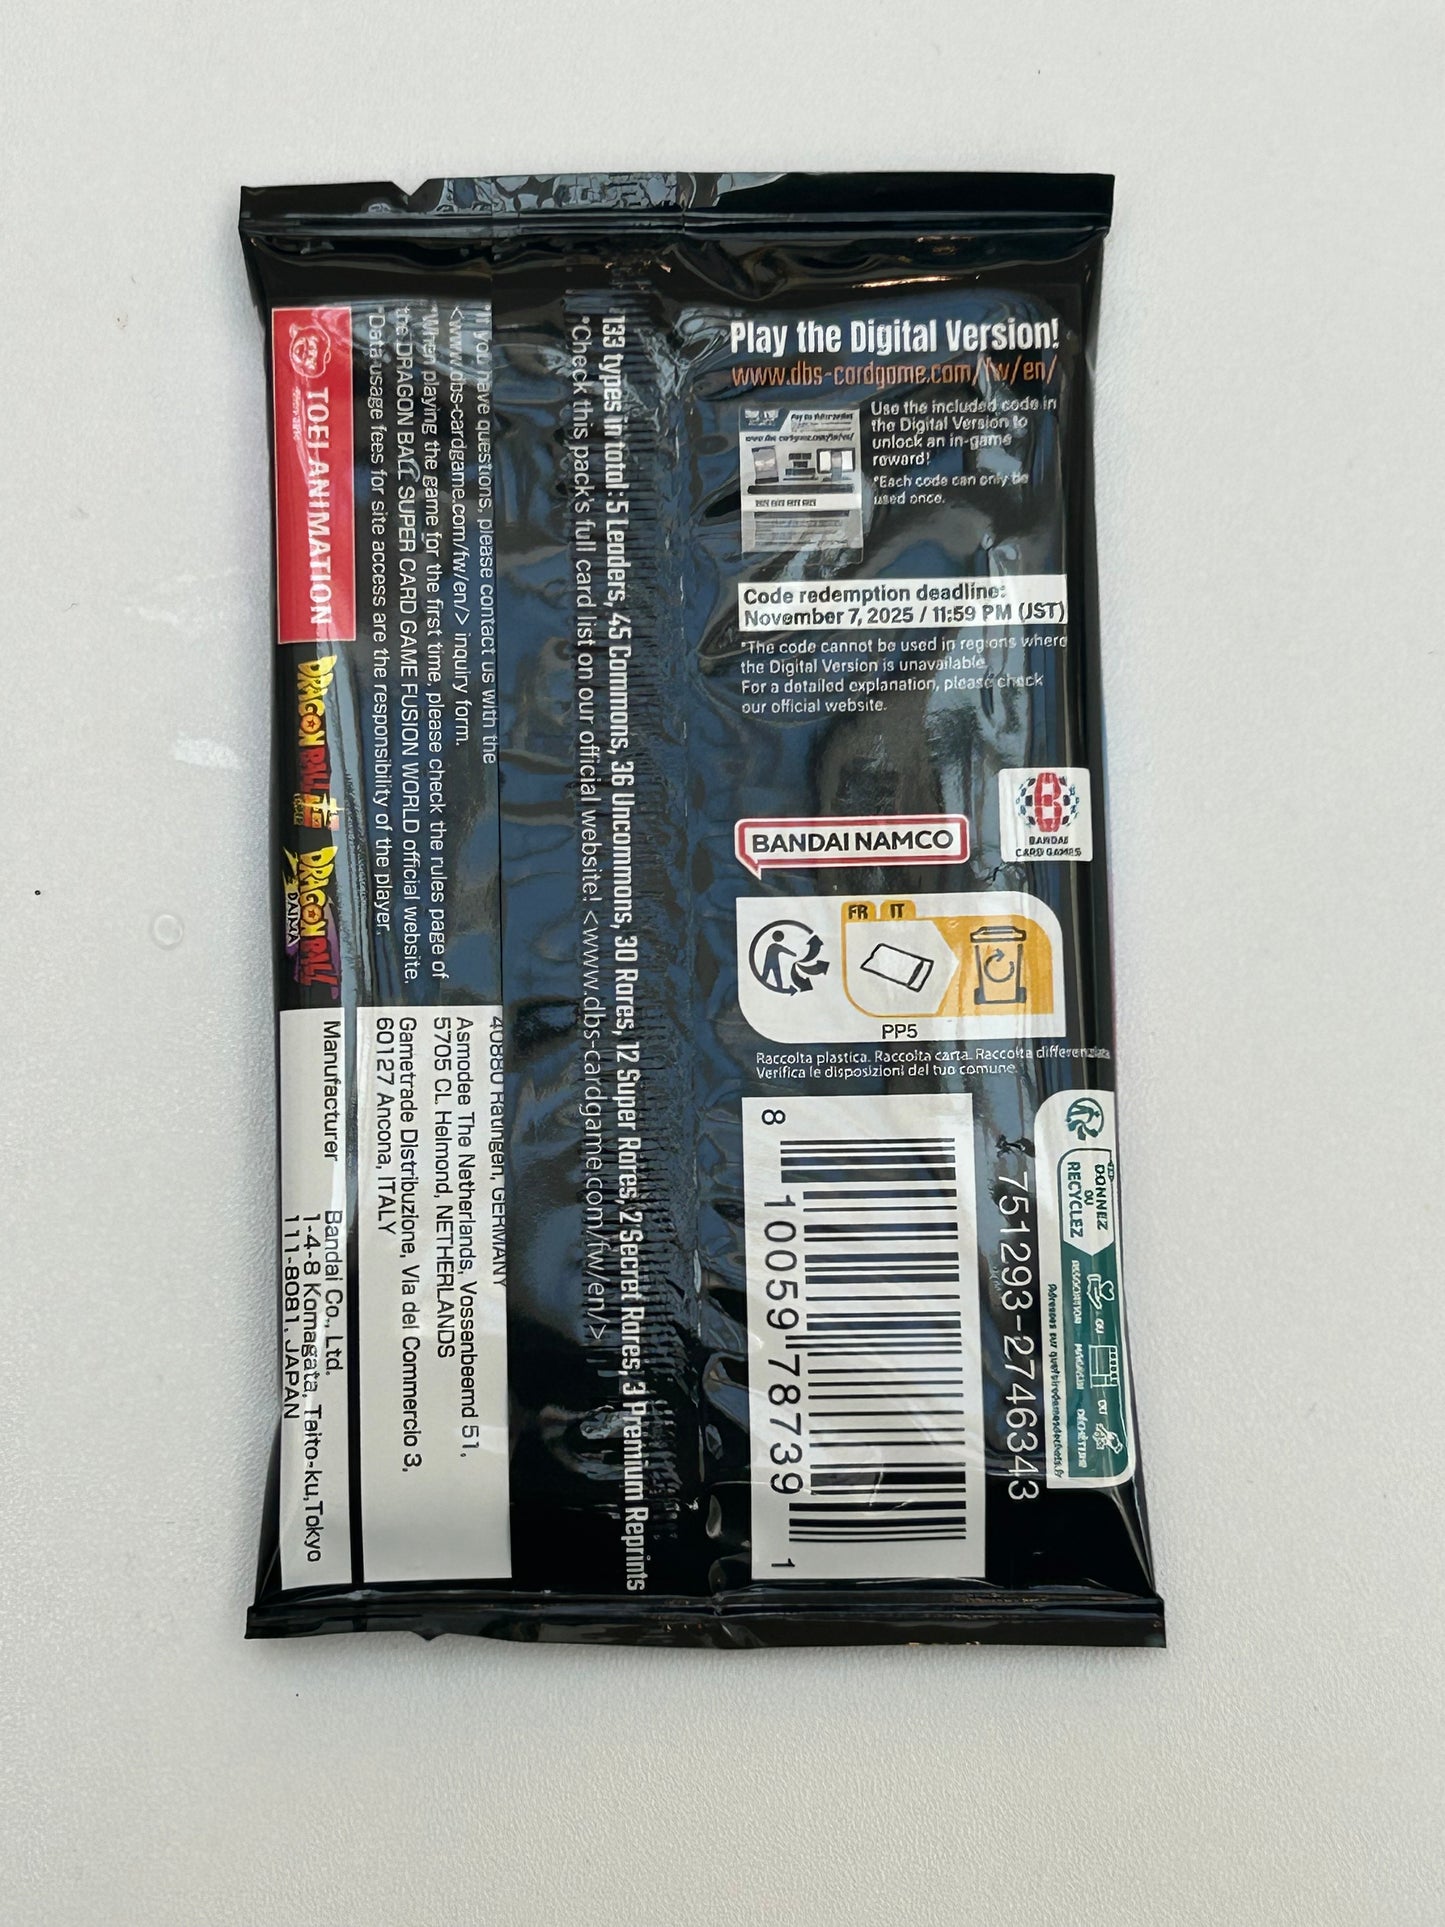 Play the Digital Version!
www.dbs-cardgame.com/fw/en/
Use the included code in
the Digital Version to
unlock an in-game
reward!
*Each code can only be
used once.
Code redemption deadline:
November 7, 2025 / 11:59 PM (JST)
*The code cannot be used in regions where
the Digital Version is unavailable.
For a detailed explanation, please check
our official website.
BANDAI NAMCO
BANDAI
CARD GAMES
FR IT
PP5
Raccolta plastica. Raccolta carta. Raccolta differenziata.
Verifica le disposizioni del tuo comune.
DONNEZ
OU
RECYCLEZ
ASSOCIATION
OU
MAGASIN
OU
DÉCHÈTERIE
751293-2746343
8 10059 78739 1
133 types in total: 5 Leaders, 45 Commons, 36 Uncommons, 30 Rares, 12 Super Rares, 2 Secret Rares, 3 Premium Reprints
*Check this pack's full card list on our official website! <www.dbs-cardgame.com/fw/en/>
*If you have questions, please contact us with the
<www.dbs-cardgame.com/fw/en/> inquiry form.
*When playing the game for the first time, please check the rules page of
the DRAGON BALL SUPER CARD GAME FUSION WORLD official website.
*Data usage fees for site access are the responsibility of the player.
TOEI ANIMATION
DRAGON BALL
DRAGON BALL
DAIMA
40880 Ratingen, GERMANY
Asmodee The Netherlands, Vossenbeemd 51,
5705 CL Helmond, NETHERLANDS
Gametrade Distribuzione, Via del Commercio 3,
60127 Ancona, ITALY
Manufacturer Bandai Co., Ltd.
1-4-8 Komagata, Taito-ku, Tokyo
111-8081, JAPAN